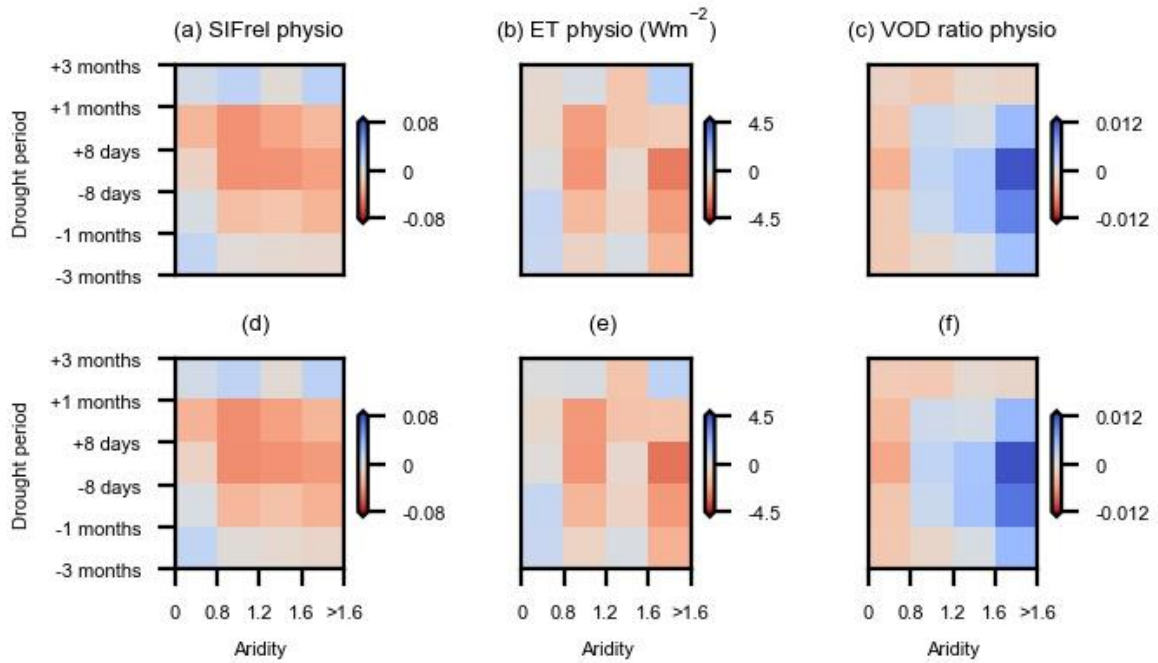 (a) SIFrel physio
(b) ET physio (Wm⁻²)
(c) VOD ratio physio
Drought period
+3 months
+1 months
+8 days
-8 days
-1 months
-3 months
0.08
0
-0.08
4.5
0
-4.5
0.012
0
-0.012
(d)
(e)
(f)
Drought period
+3 months
+1 months
+8 days
-8 days
-1 months
-3 months
0.08
0
-0.08
4.5
0
-4.5
0.012
0
-0.012
0 0.8 1.2 1.6 >1.6
0 0.8 1.2 1.6 >1.6
0 0.8 1.2 1.6 >1.6
Aridity
Aridity
Aridity